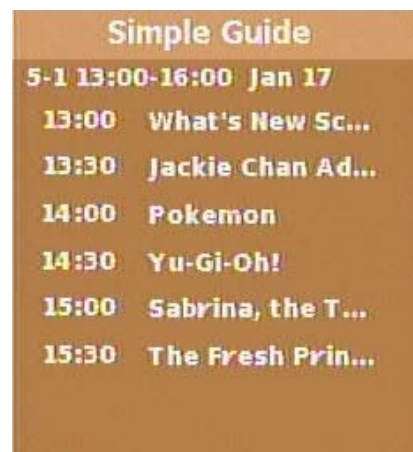 Simple Guide
5-1 13:00-16:00 Jan 17
13:00 What's New Sc...
13:30 Jackie Chan Ad...
14:00 Pokemon
14:30 Yu-Gi-Oh!
15:00 Sabrina, the T...
15:30 The Fresh Prin...